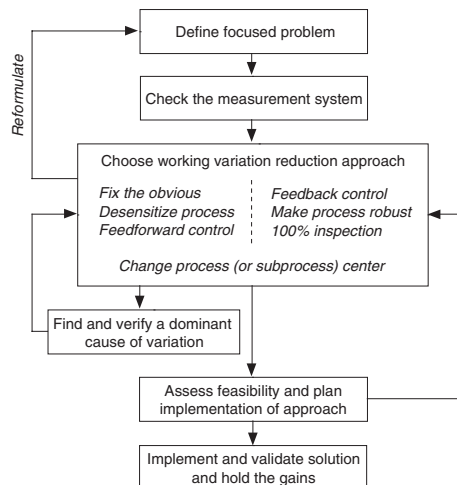 Define focused problem
Reformulate
Check the measurement system
Choose working variation reduction approach
Fix the obvious
Desensitize process
Feedforward control
Feedback control
Make process robust
100% inspection
Change process (or subprocess) center
Find and verify a dominant
cause of variation
Assess feasibility and plan
implementation of approach
Implement and validate solution
and hold the gains